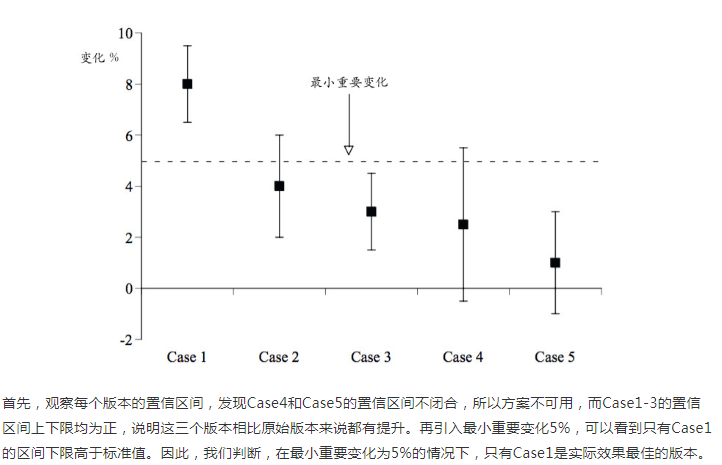 10
变化 %
8
最小重要变化
6
4
2
0
-2
Case 1
Case 2
Case 3
Case 4
Case 5
首先，观察每个版本的置信区间，发现Case4和Case5的置信区间不闭合，所以方案不可用，而Case1-3的置信
区间上下限均为正，说明这三个版本相比原始版本来说都有提升。再引入最小重要变化5%，可以看到只有Case1
的区间下限高于标准值。因此，我们判断，在最小重要变化为5%的情况下，只有Case1是实际效果最佳的版本。